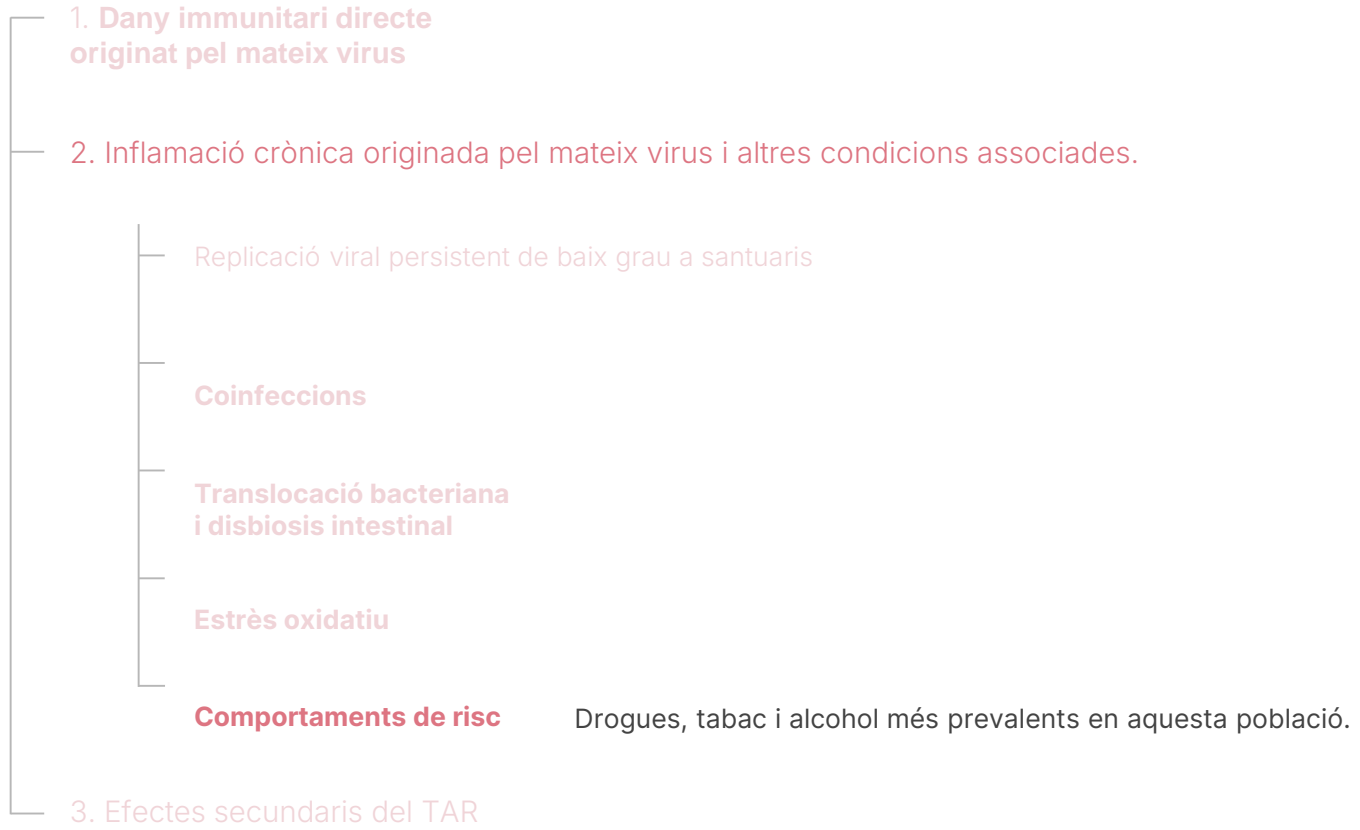 1. Dany immunitari directe
originat pel mateix virus
2. Inflamació crònica originada pel mateix virus i altres condicions associades.
Replicació viral persistent de baix grau a santuaris
Coinfeccions
Translocació bacteriana
i disbiosis intestinal
Estrès oxidatiu
Comportaments de risc Drogues, tabac i alcohol més prevalents en aquesta població.
3. Efectes secundaris del TAR